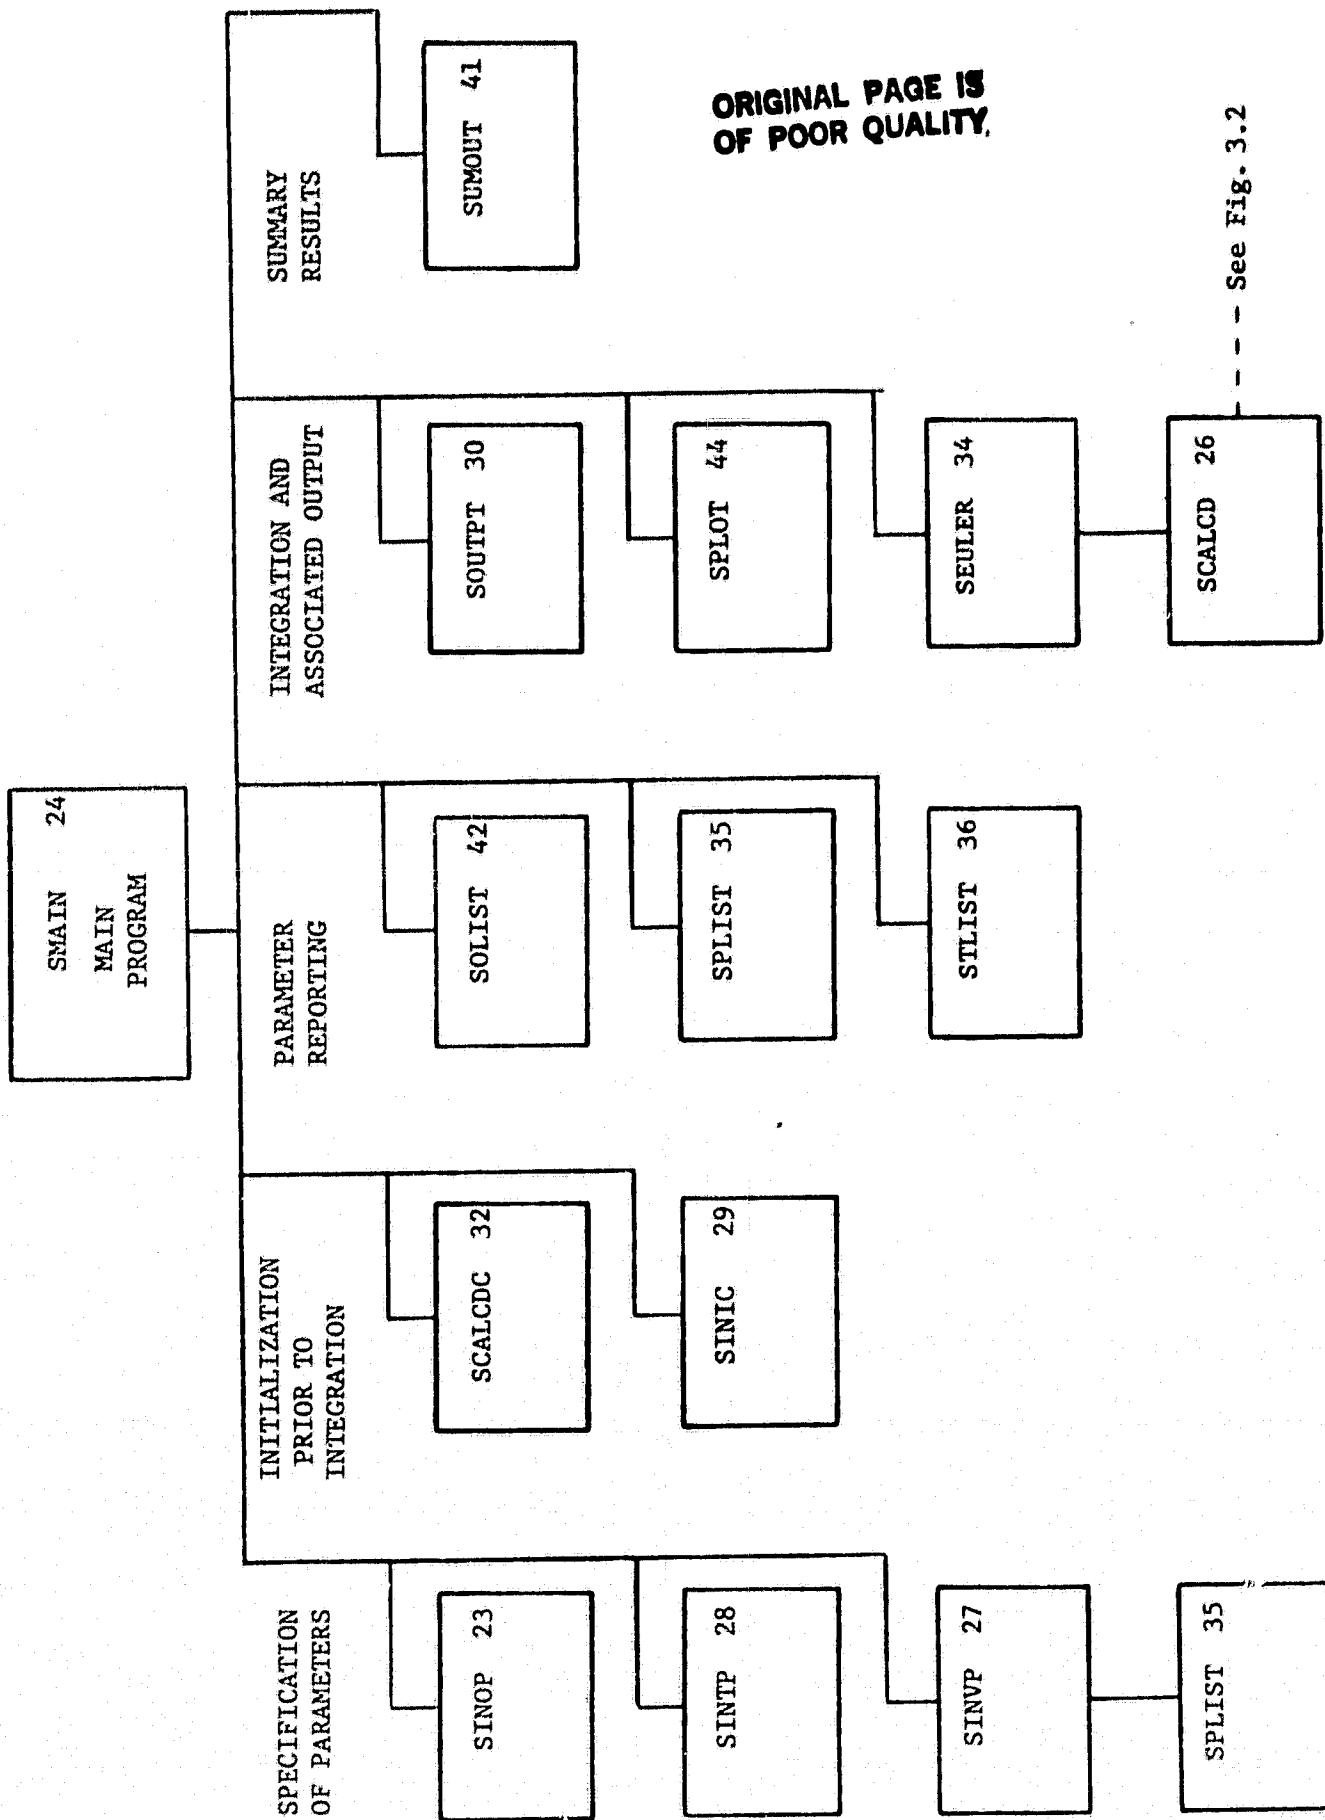 SMAIN 24
MAIN
PROGRAM
SPECIFICATION
OF PARAMETERS
SINOP 23
SINTP 28
SINVP 27
SPLIST 35
INITIALIZATION
PRIOR TO
INTEGRATION
SCALCDC 32
SINIC 29
PARAMETER
REPORTING
SOLIST 42
SPLIST 35
STLIST 36
INTEGRATION AND
ASSOCIATED OUTPUT
SOUTPT 30
SPLOT 44
SEULER 34
SCALCD 26
- - - See Fig. 3.2
SUMMARY
RESULTS
SUMOUT 41
ORIGINAL PAGE IS
OF POOR QUALITY.